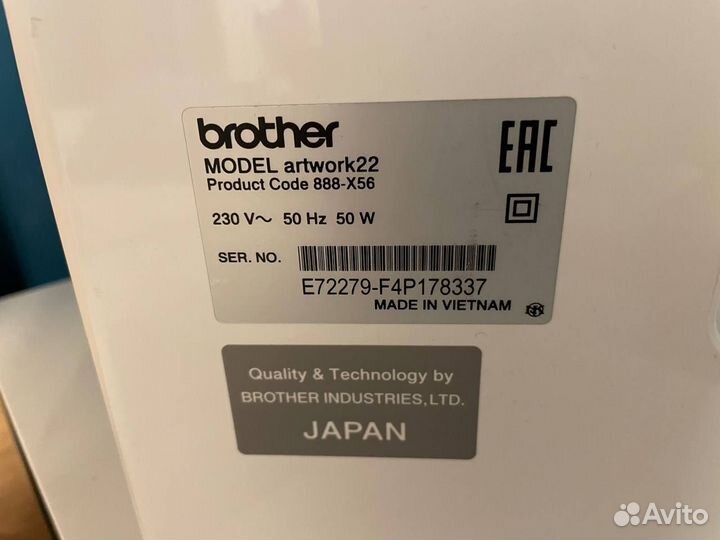 brother
EAC
MODEL artwork22
Product Code 888-X56
230 V~ 50 Hz 50 W
SER. NO.
E72279-F4P178337
MADE IN VIETNAM
Quality & Technology by
BROTHER INDUSTRIES,LTD.
JAPAN
Avito